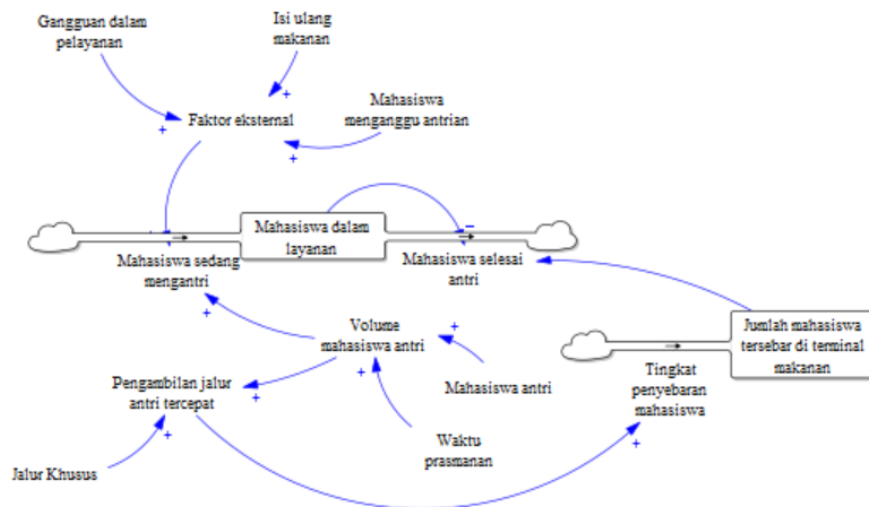 Gangguan dalam
pelayanan
Isi ulang
makanan
Faktor eksternal
Mahasiswa
menganggu antrian
+
+
+
Mahasiswa dalam
layanan
−
Mahasiswa sedang
mengantri
Mahasiswa selesai
antri
+
Volume
mahasiswa antri
+
Jumlah mahasiswa
tersebar di terminal
makanan
Tingkat
penyebaran
mahasiswa
Pengambilan jalur
antri tercepat
+
+
Mahasiswa antri
+
+
Waktu
prasmanan
Jalur Khusus